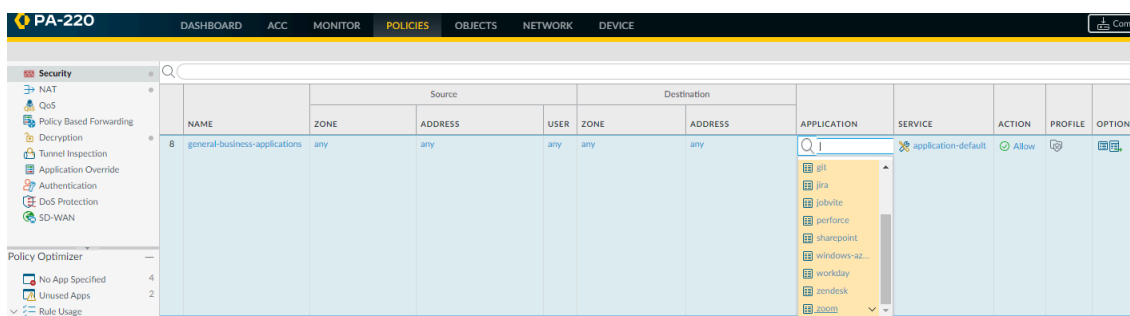 PA-220
DASHBOARD ACC MONITOR POLICIES OBJECTS NETWORK DEVICE Com
Security
NAT
QoS
Policy Based Forwarding
Decryption
Tunnel Inspection
Application Override
Authentication
DoS Protection
SD-WAN
Policy Optimizer
No App Specified 4
Unused Apps 2
Rule Usage
Source Destination
NAME ZONE ADDRESS USER ZONE ADDRESS APPLICATION SERVICE ACTION PROFILE OPTION
8 general-business-applications any any any any any application-default Allow
git
jira
jobvite
perforce
sharepoint
windows-az...
workday
zendesk
zoom